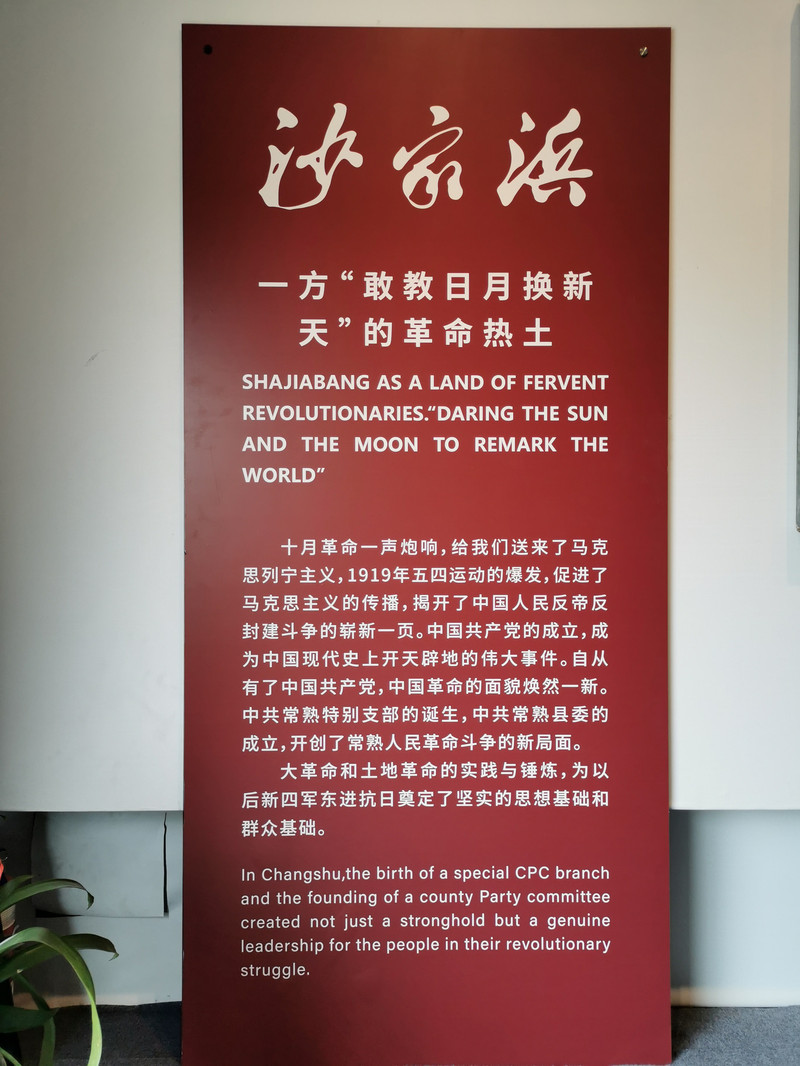 沙家浜
一方“敢教日月换新
天”的革命热土
SHAJIABANG AS A LAND OF FERVENT
REVOLUTIONARIES.“DARING THE SUN
AND THE MOON TO REMARK THE
WORLD”
十月革命一声炮响，给我们送来了马克
思列宁主义，1919年五四运动的爆发，促进了
马克思主义的传播，揭开了中国人民反帝反
封建斗争的崭新一页。中国共产党的成立，成
为中国现代史上开天辟地的伟大事件。自从
有了中国共产党，中国革命的面貌焕然一新。
中共常熟特别支部的诞生，中共常熟县委的
成立，开创了常熟人民革命斗争的新局面。
大革命和土地革命的实践与锤炼，为以
后新四军东进抗日奠定了坚实的思想基础和
群众基础。
In Changshu,the birth of a special CPC branch
and the founding of a county Party committee
created not just a stronghold but a genuine
leadership for the people in their revolutionary
struggle.